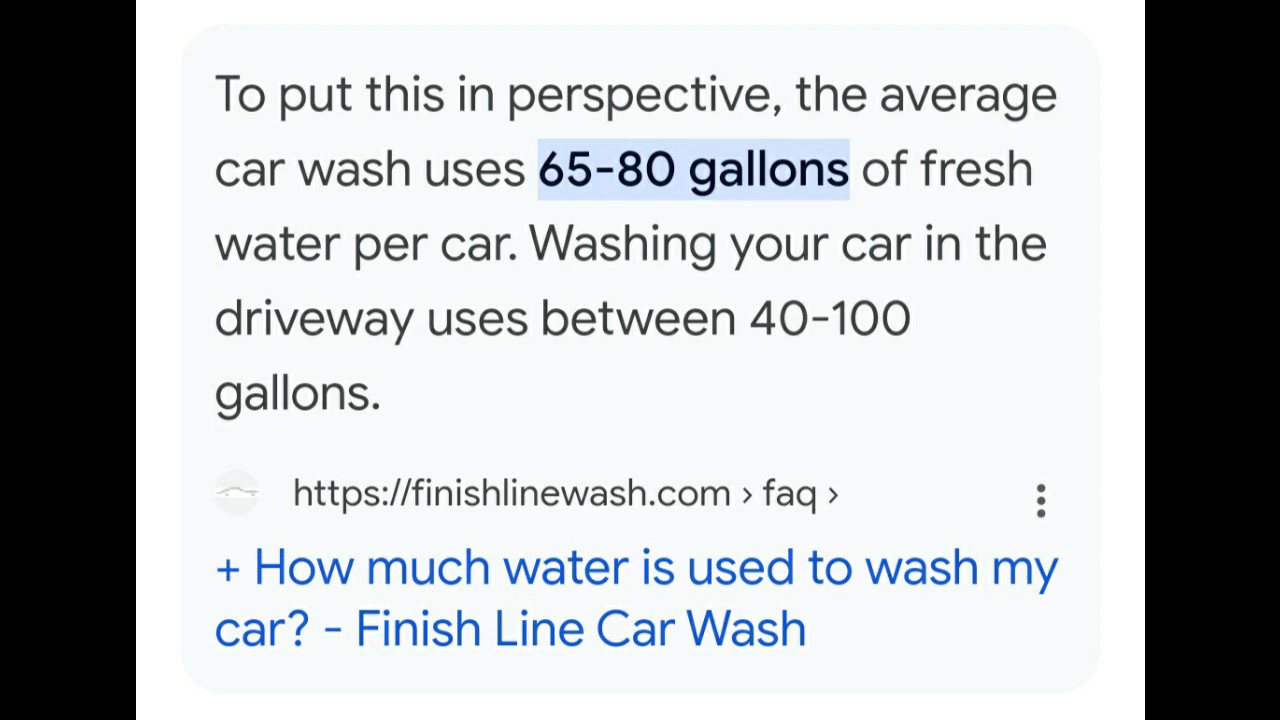 To put this in perspective, the average
car wash uses 65-80 gallons of fresh
water per car. Washing your car in the
driveway uses between 40-100
gallons.
https://finishlinewash.com › faq ›
+ How much water is used to wash my
car? - Finish Line Car Wash